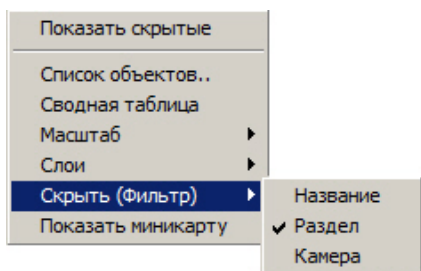 Показать скрытые
Список объектов..
Сводная таблица
Масштаб
Слои
Скрыть (Фильтр)
Показать миникарту
Название
Раздел
Камера